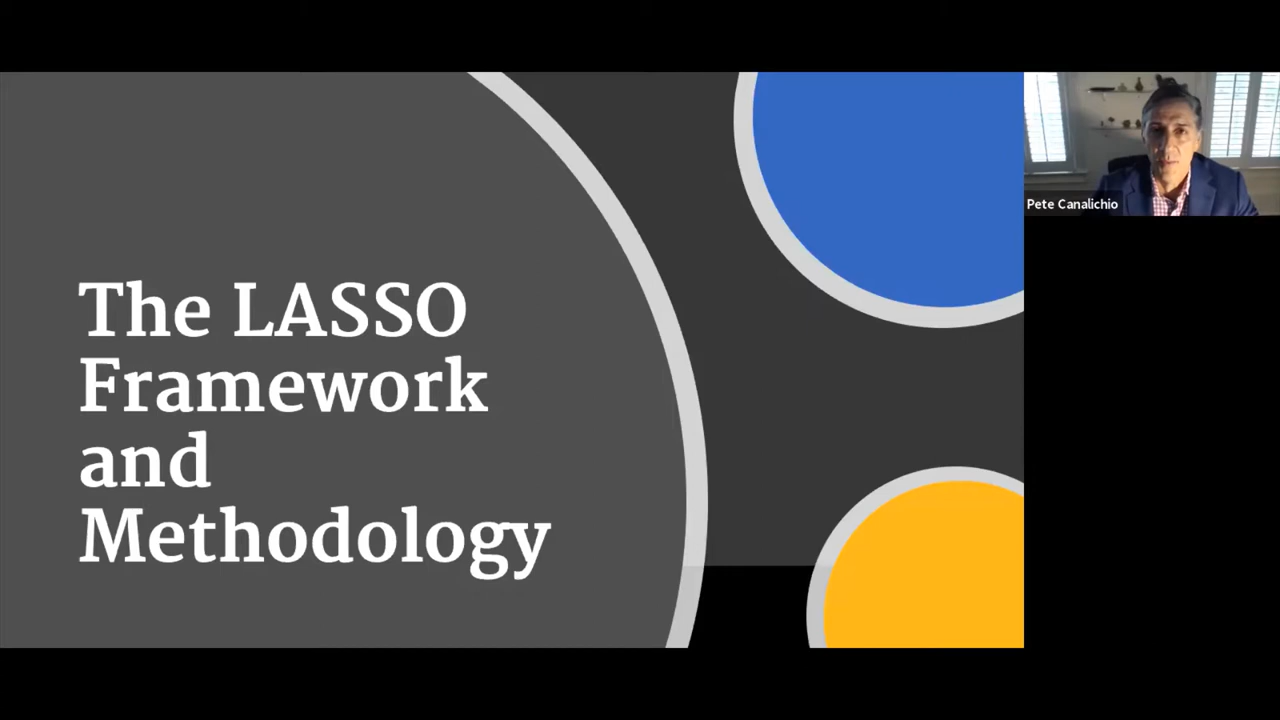 The LASSO
Framework
and
Methodology
Pete Canalichio